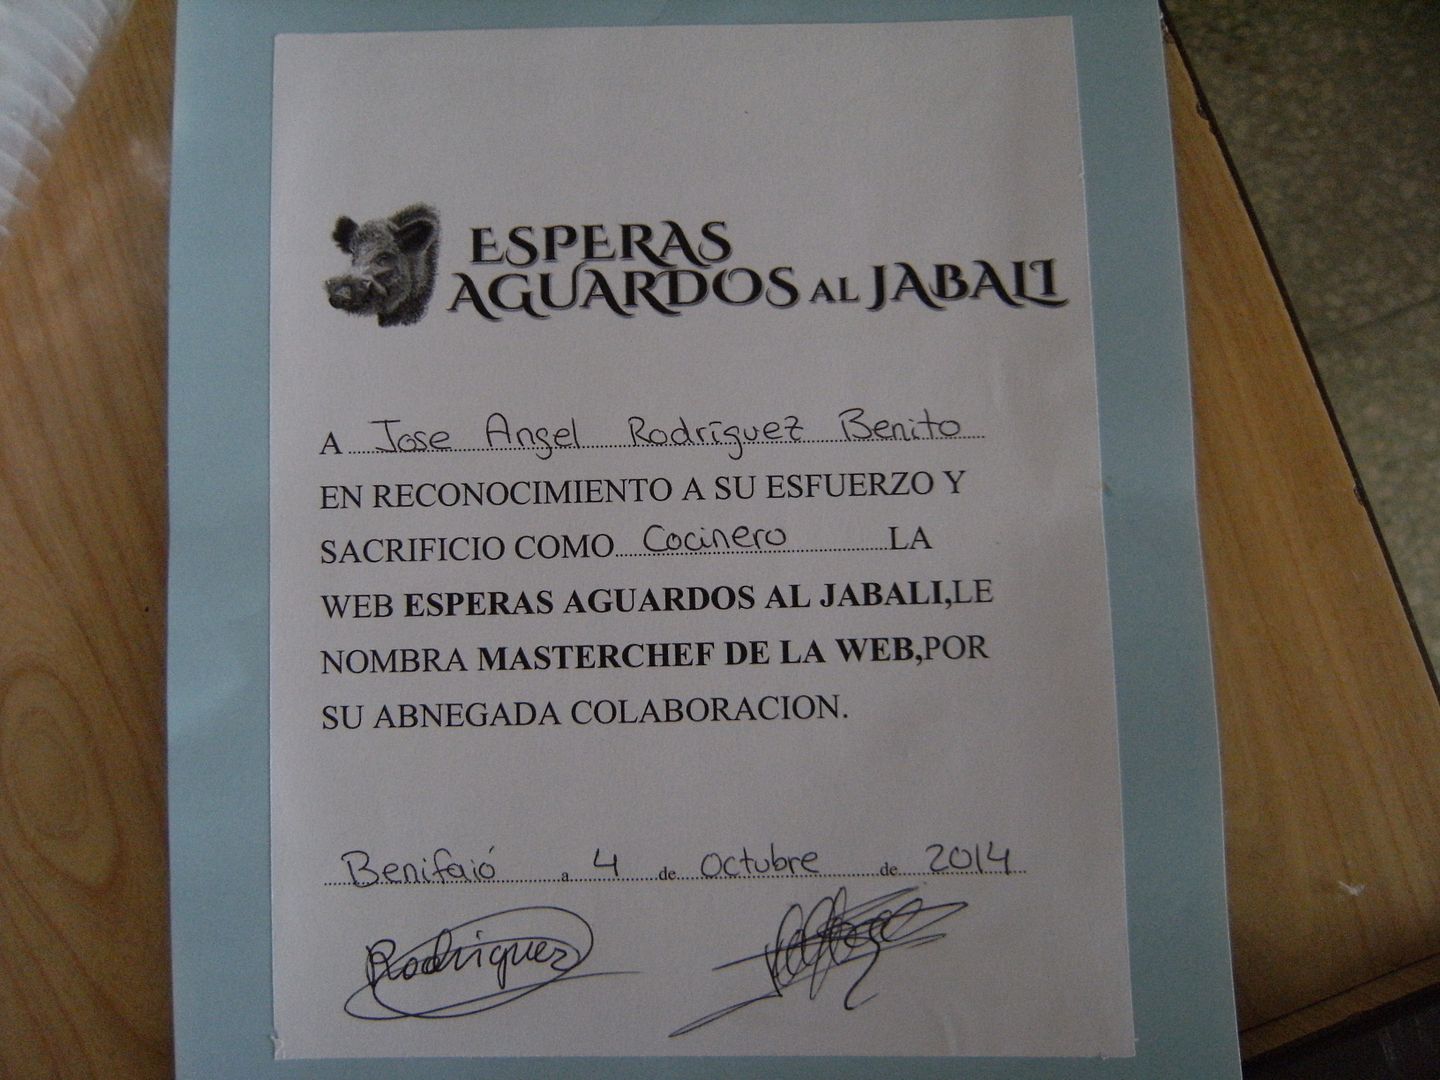 ESPERAS
AGUARDOS AL JABALI
A Jose Angel Rodríguez Benito
EN RECONOCIMIENTO A SU ESFUERZO Y
SACRIFICIO COMO Cocinero LA
WEB ESPERAS AGUARDOS AL JABALI,LE
NOMBRA MASTERCHEF DE LA WEB,POR
SU ABNEGADA COLABORACION.
Benifaió a 4 de octubre de 2014
Rodriguez